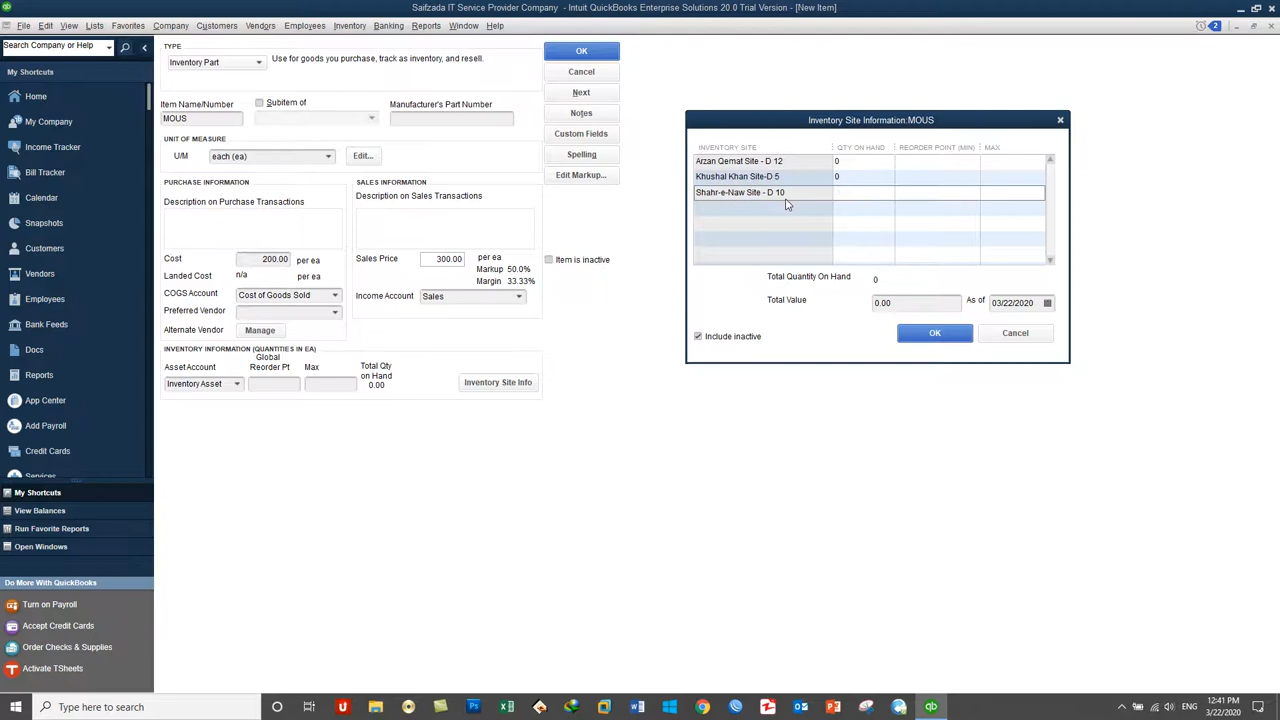 Saifzada IT Service Provider Company - Intuit QuickBooks Enterprise Solutions 20.0 Trial Version - [New Item]
File Edit View Lists Favorites Company Customers Vendors Employees Inventory Banking Reports Window Help 2
Search Company or Help
My Shortcuts
Home
My Company
Income Tracker
Bill Tracker
Calendar
Snapshots
Customers
Vendors
Employees
Bank Feeds
Docs
Reports
App Center
Add Payroll
Credit Cards
Services
My Shortcuts
View Balances
Run Favorite Reports
Open Windows
Do More With QuickBooks
Turn on Payroll
Accept Credit Cards
Order Checks & Supplies
Activate TSheets
TYPE
Inventory Part Use for goods you purchase, track as inventory, and resell.
Item Name/Number Subitem of Manufacturer's Part Number
MOUS
UNIT OF MEASURE
U/M each (ea) Edit...
PURCHASE INFORMATION
Description on Purchase Transactions
Cost 200.00 per ea
Landed Cost n/a per ea
COGS Account Cost of Goods Sold
Preferred Vendor
Alternate Vendor Manage
SALES INFORMATION
Description on Sales Transactions
Sales Price 300.00 per ea
Markup 50.0%
Margin 33.33%
Income Account Sales
INVENTORY INFORMATION (QUANTITIES IN EA)
Asset Account Global Reorder Pt Max Total Qty on Hand
Inventory Asset 0.00 Inventory Site Info
OK
Cancel
Next
Notes
Custom Fields
Spelling
Edit Markup...
Item is inactive
Inventory Site Information:MOUS
INVENTORY SITE QTY ON HAND REORDER POINT (MIN) MAX
Arzan Qemat Site - D 12 0
Khushal Khan Site-D 5 0
Shahr-e-Naw Site - D 10
Total Quantity On Hand 0
Total Value 0.00 As of 03/22/2020
Include inactive OK Cancel
Type here to search
ENG
12:41 PM
3/22/2020